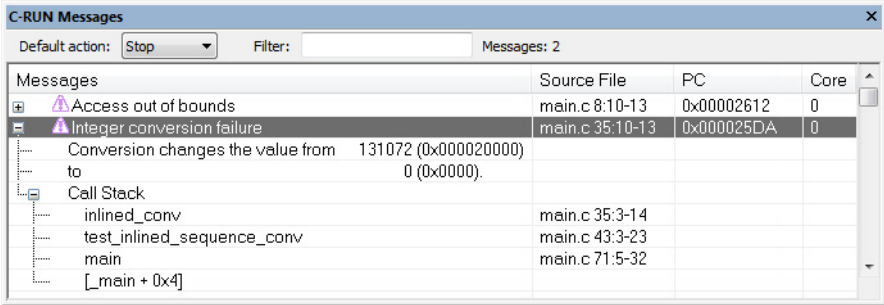 C-RUN Messages
Default action: Stop Filter: Messages: 2
Messages Source File PC Core
Access out of bounds main.c 8:10-13 0x00002612 0
Integer conversion failure main.c 35:10-13 0x000025DA 0
Conversion changes the value from 131072 (0x000020000)
to 0 (0x0000).
Call Stack
inlined_conv main.c 35:3-14
test_inlined_sequence_conv main.c 43:3-23
main main.c 71:5-32
[_main + 0x4]